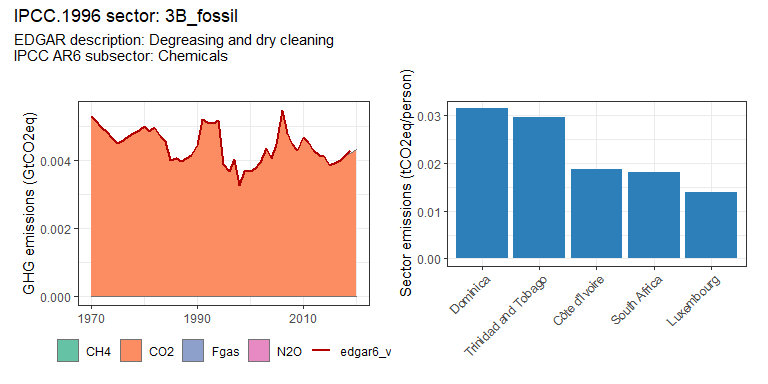 IPCC.1996 sector: 3B_fossil
EDGAR description: Degreasing and dry cleaning
IPCC AR6 subsector: Chemicals
GHG emissions (GtCO2eq)
0.004
0.002
0.000
1970
1990
2010
CH4
CO2
Fgas
N2O
edgar6_v
Sector emissions (tCO2eq/person)
0.03
0.02
0.01
0.00
Dominica
Trinidad and Tobago
Côte d'Ivoire
South Africa
Luxembourg